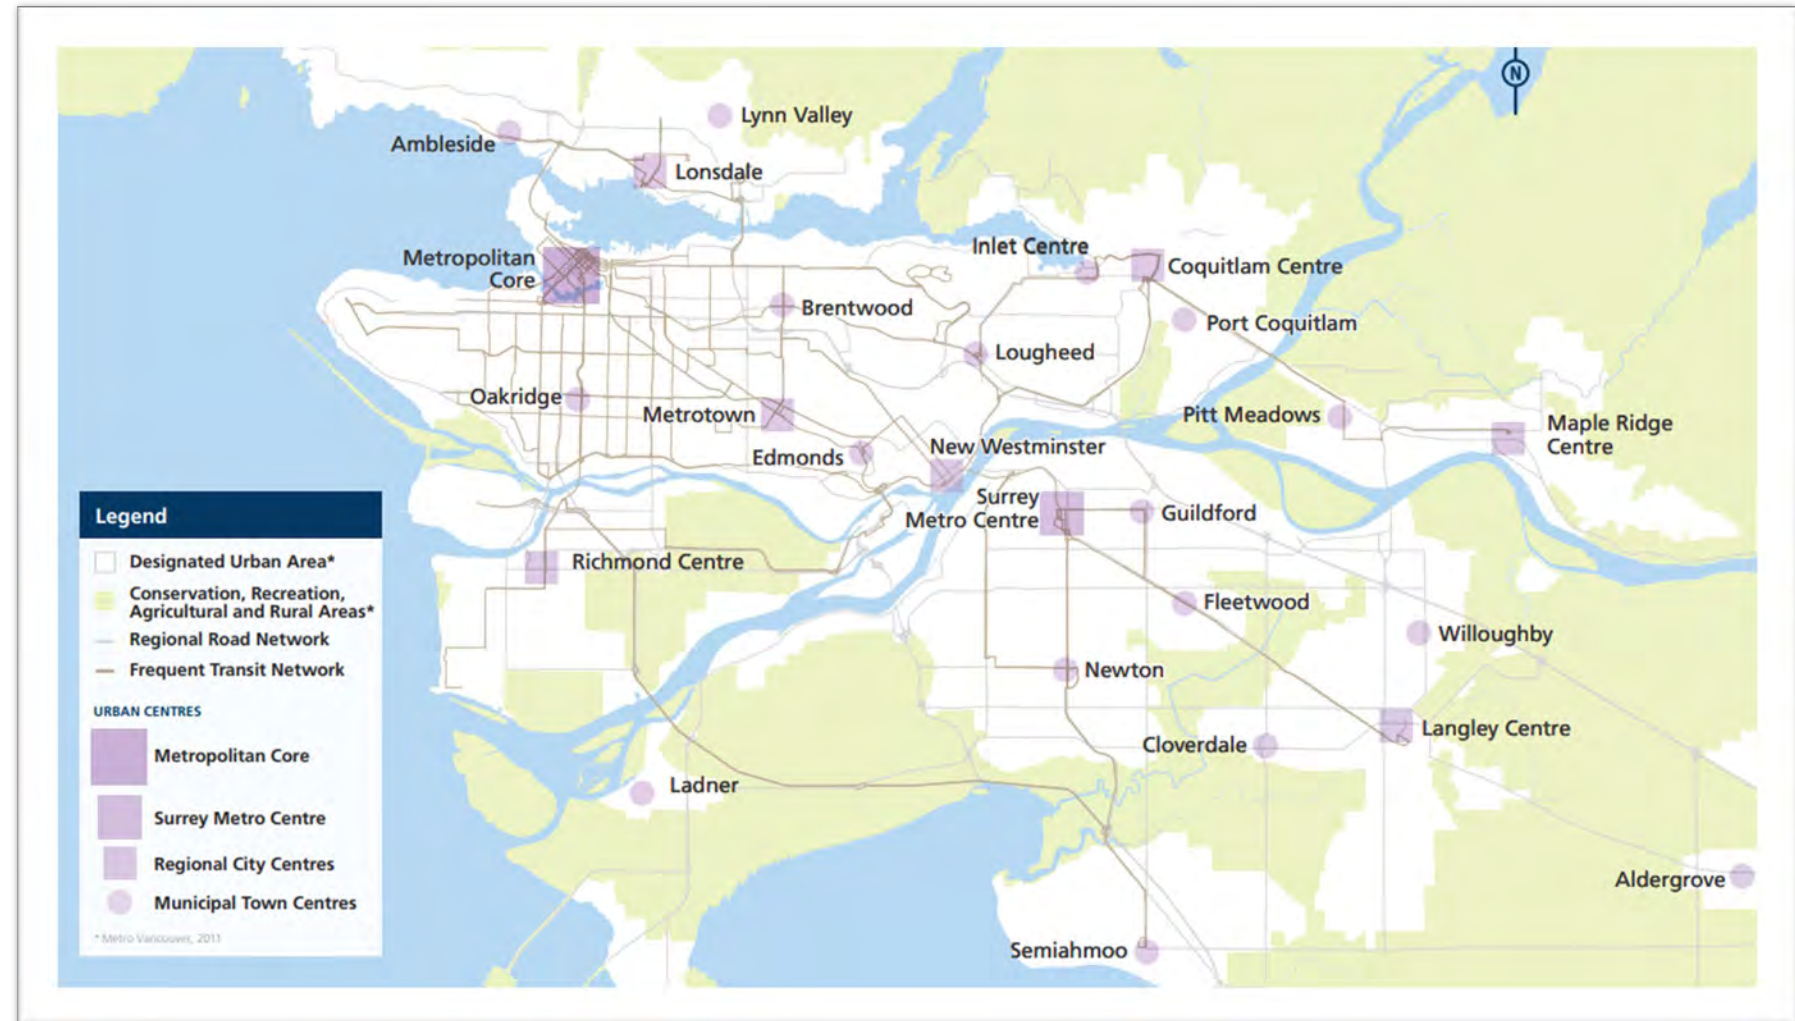 N
Lynn Valley
Ambleside
Lonsdale
Inlet Centre
Metropolitan
Core
Coquitlam Centre
Brentwood
Port Coquitlam
Lougheed
Oakridge
Metrotown
Pitt Meadows
Maple Ridge
Centre
Edmonds
New Westminster
Surrey
Metro Centre
Guildford
Richmond Centre
Fleetwood
Willoughby
Newton
Langley Centre
Cloverdale
Ladner
Aldergrove
Semiahmoo
Legend
Designated Urban Area*
Conservation, Recreation,
Agricultural and Rural Areas*
Regional Road Network
Frequent Transit Network
URBAN CENTRES
Metropolitan Core
Surrey Metro Centre
Regional City Centres
Municipal Town Centres
* Metro Vancouver, 2011